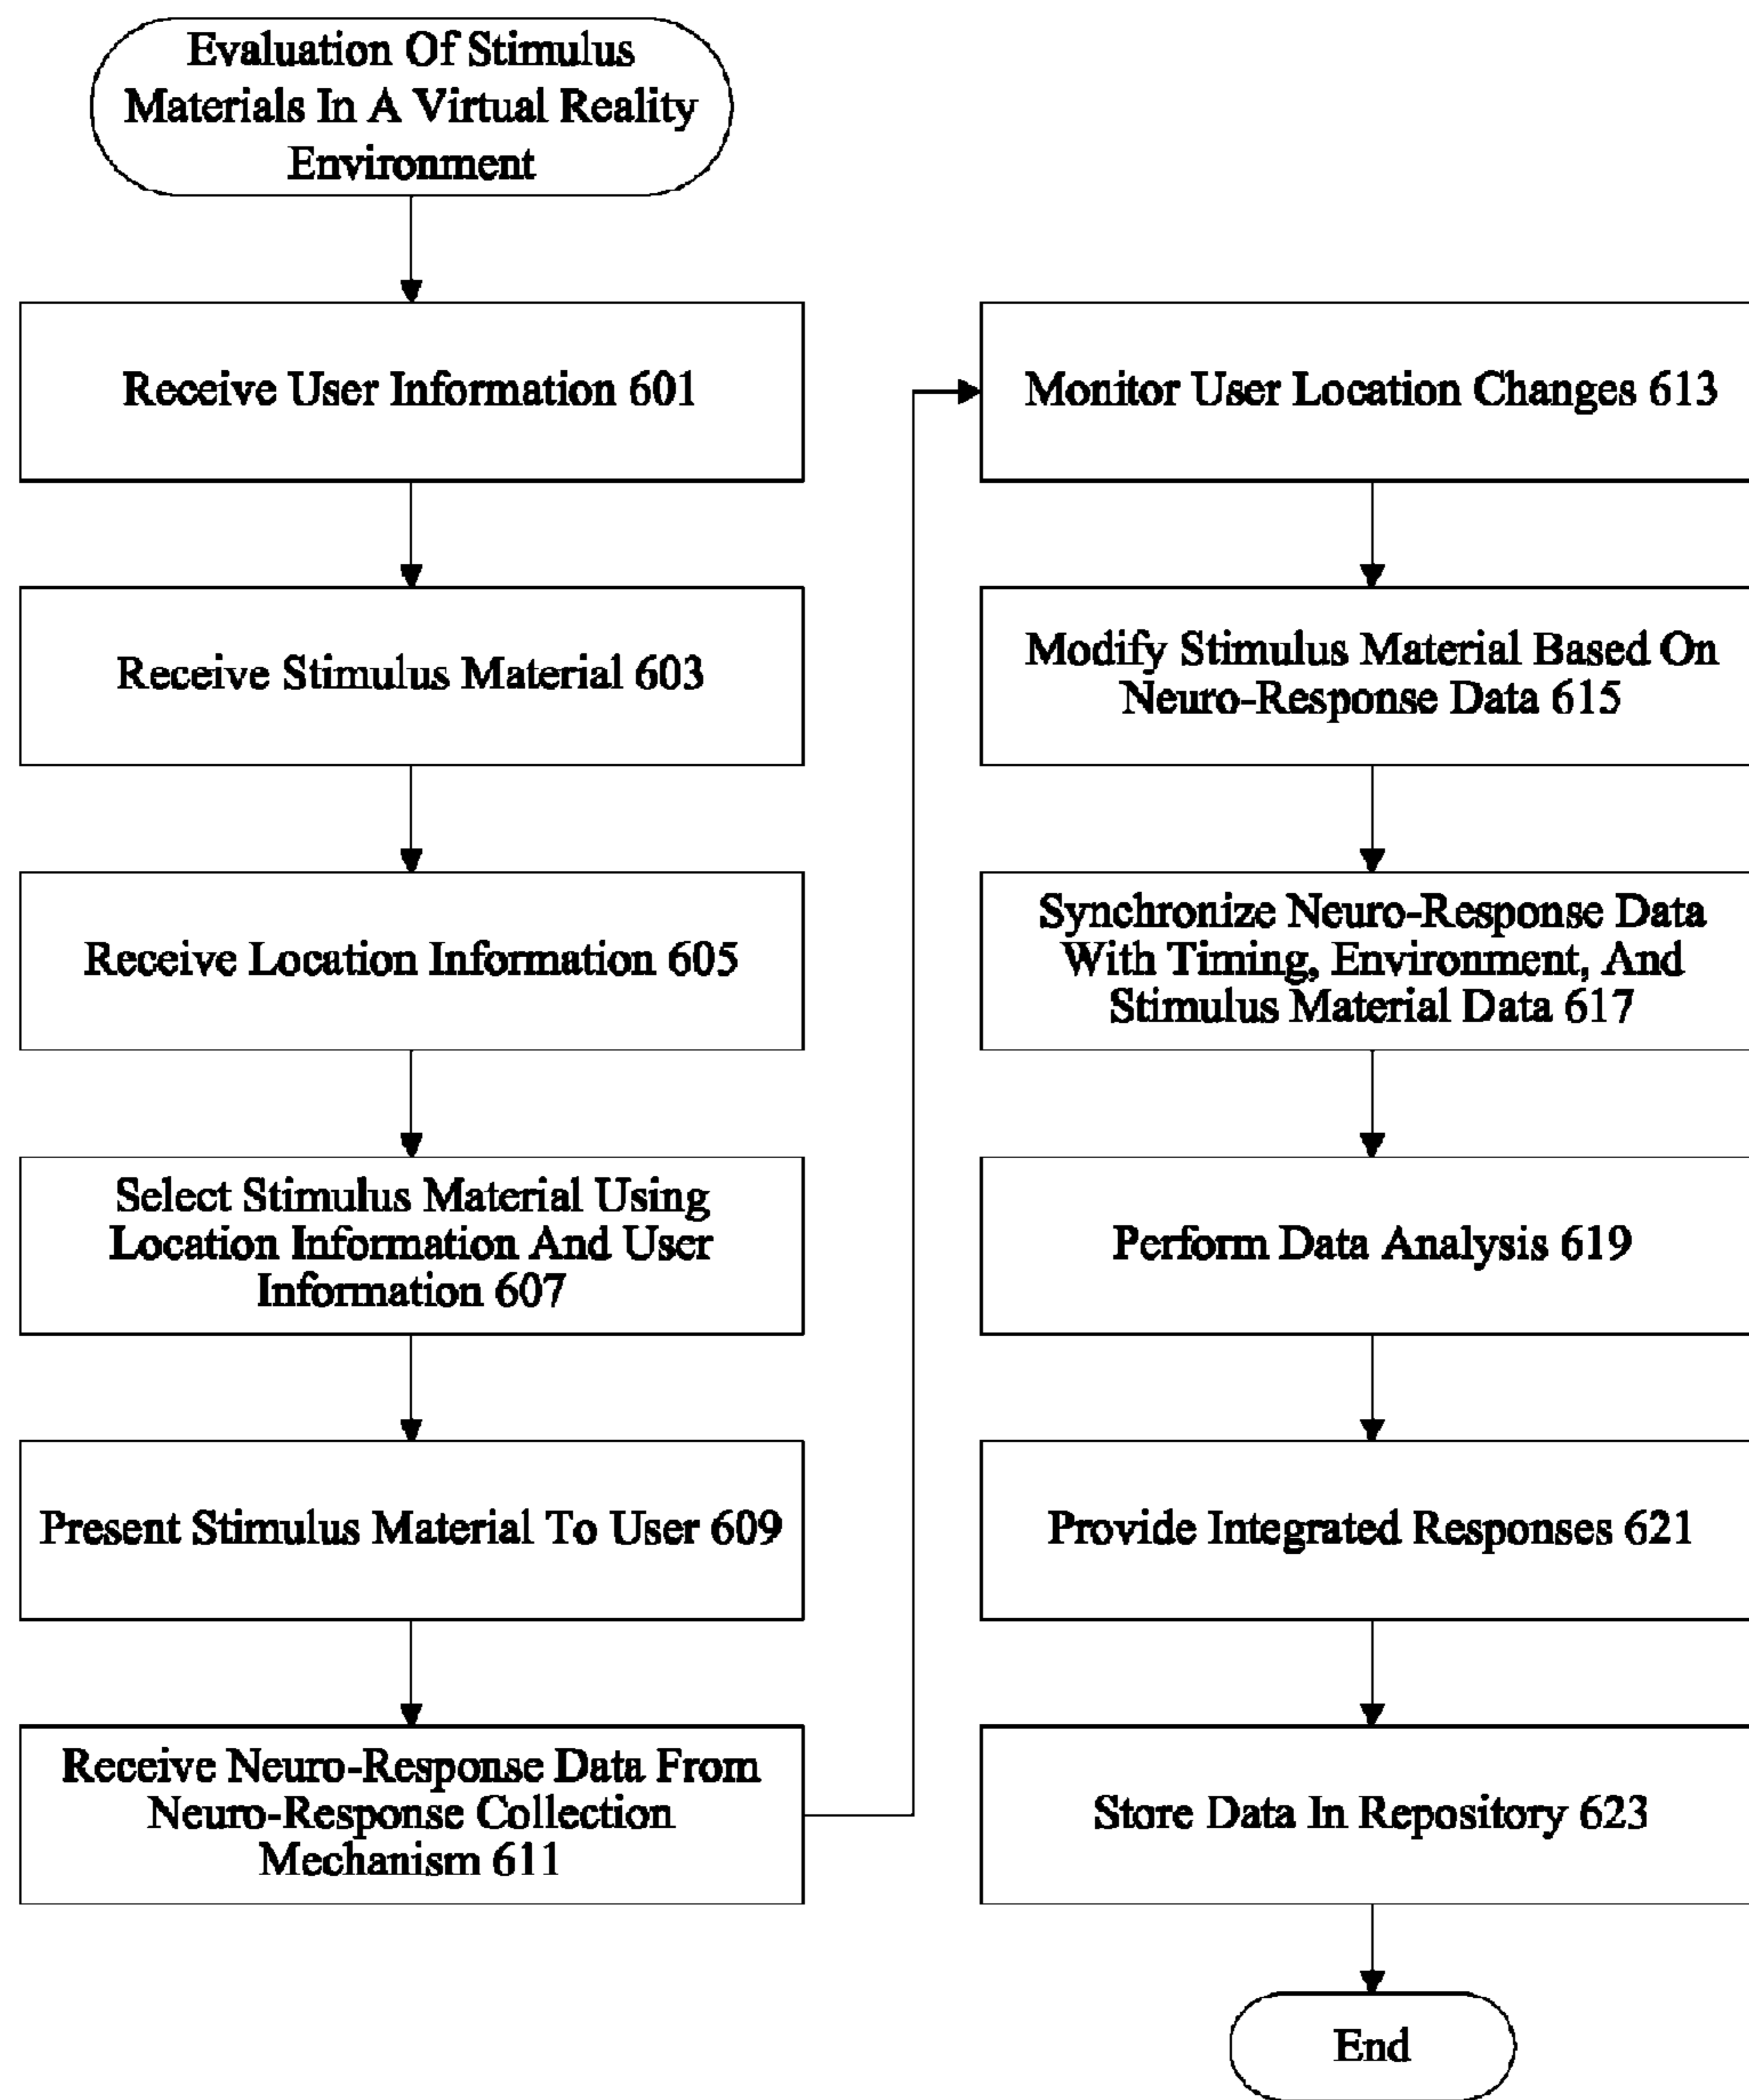 Evaluation Of Stimulus
Materials In A Virtual Reality
Environment
Receive User Information 601
Receive Stimulus Material 603
Receive Location Information 605
Select Stimulus Material Using
Location Information And User
Information 607
Present Stimulus Material To User 609
Receive Neuro-Response Data From
Neuro-Response Collection
Mechanism 611
Monitor User Location Changes 613
Modify Stimulus Material Based On
Neuro-Response Data 615
Synchronize Neuro-Response Data
With Timing, Environment, And
Stimulus Material Data 617
Perform Data Analysis 619
Provide Integrated Responses 621
Store Data In Repository 623
End